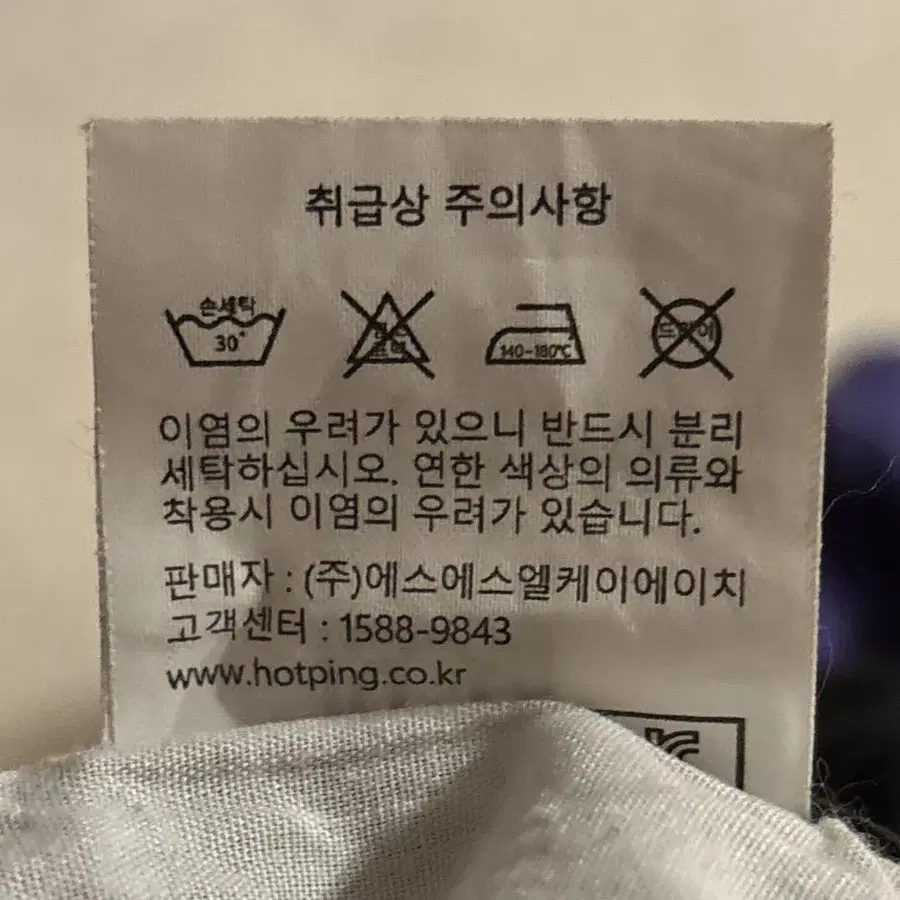 취급상 주의사항
손세탁
30°
140-180℃
드라이
이염의 우려가 있으니 반드시 분리
세탁하십시오. 연한 색상의 의류와
착용시 이염의 우려가 있습니다.
판매자 : (주)에스에스엘케이에이치
고객센터 : 1588-9843
www.hotping.co.kr